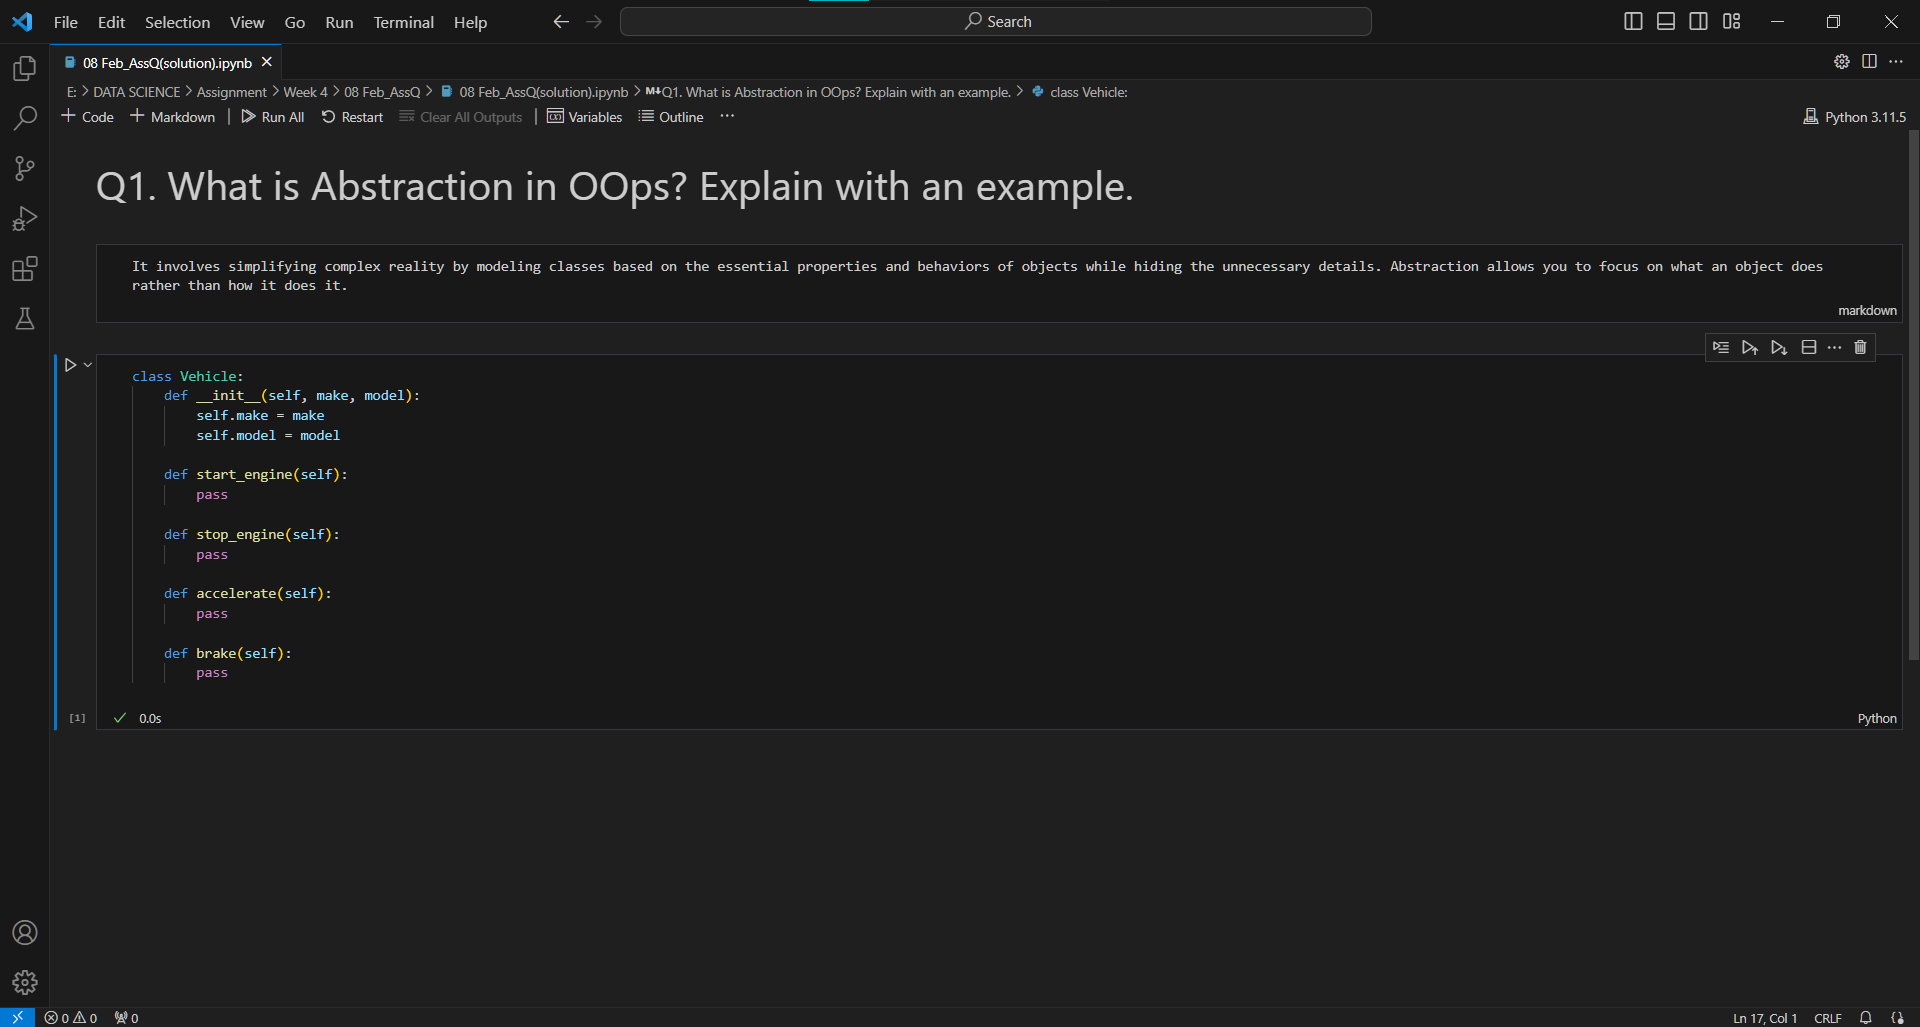 File Edit Selection View Go Run Terminal Help Search
08 Feb_AssQ(solution).ipynb
E: > DATA SCIENCE > Assignment > Week 4 > 08 Feb_AssQ > 08 Feb_AssQ(solution).ipynb > M↓Q1. What is Abstraction in OOps? Explain with an example. > class Vehicle:
+ Code + Markdown | Run All Restart Clear All Outputs | Variables Outline ··· Python 3.11.5
Q1. What is Abstraction in OOps? Explain with an example.
It involves simplifying complex reality by modeling classes based on the essential properties and behaviors of objects while hiding the unnecessary details. Abstraction allows you to focus on what an object does
rather than how it does it.
markdown
class Vehicle:
    def __init__(self, make, model):
        self.make = make
        self.model = model
    def start_engine(self):
        pass
    def stop_engine(self):
        pass
    def accelerate(self):
        pass
    def brake(self):
        pass
[1] ✓ 0.0s Python
0 0 0 Ln 17, Col 1 CRLF